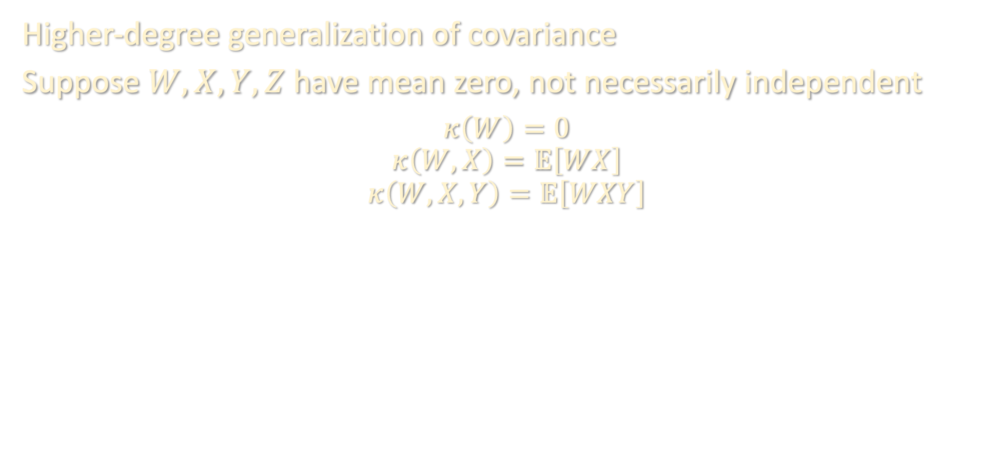 Higher-degree generalization of covariance
Suppose 𝑊, 𝑋, 𝑌, 𝑍 have mean zero, not necessarily independent
𝜅(𝑊) = 0
𝜅(𝑊, 𝑋) = 𝔼[𝑊𝑋]
𝜅(𝑊, 𝑋, 𝑌) = 𝔼[𝑊𝑋𝑌]